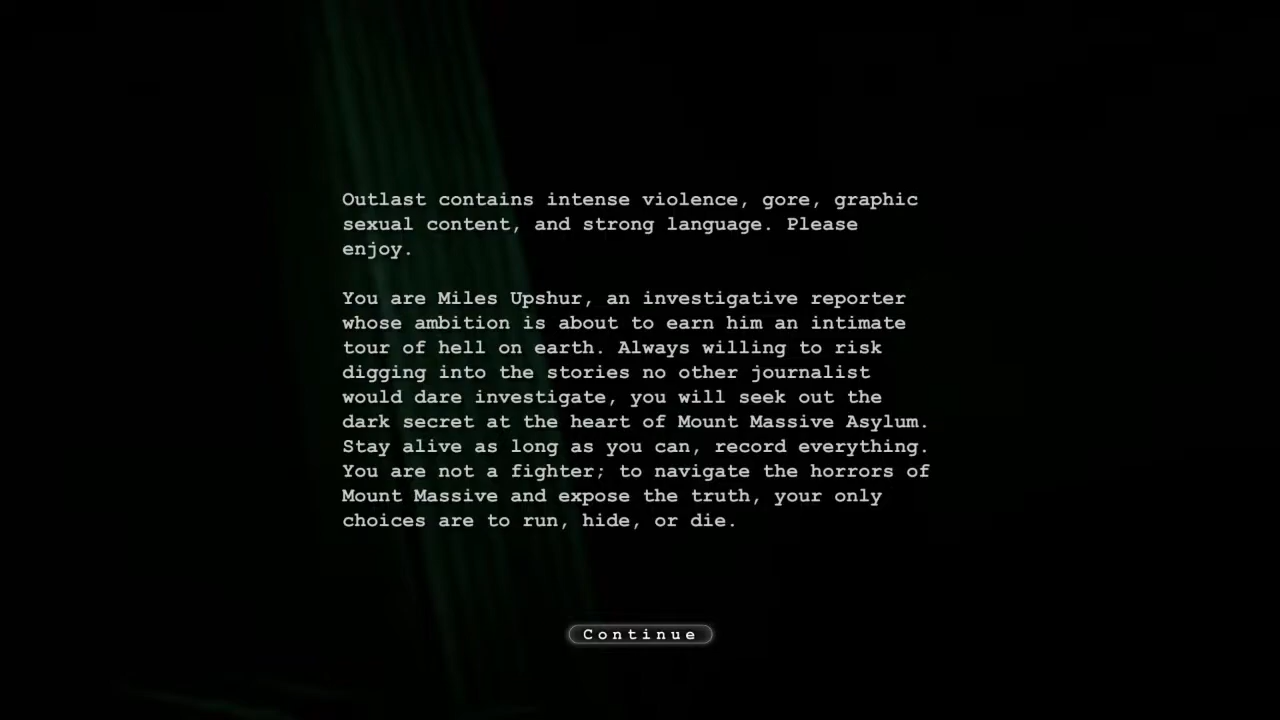 Outlast contains intense violence, gore, graphic
sexual content, and strong language. Please
enjoy.
You are Miles Upshur, an investigative reporter
whose ambition is about to earn him an intimate
tour of hell on earth. Always willing to risk
digging into the stories no other journalist
would dare investigate, you will seek out the
dark secret at the heart of Mount Massive Asylum.
Stay alive as long as you can, record everything.
You are not a fighter; to navigate the horrors of
Mount Massive and expose the truth, your only
choices are to run, hide, or die.
Continue